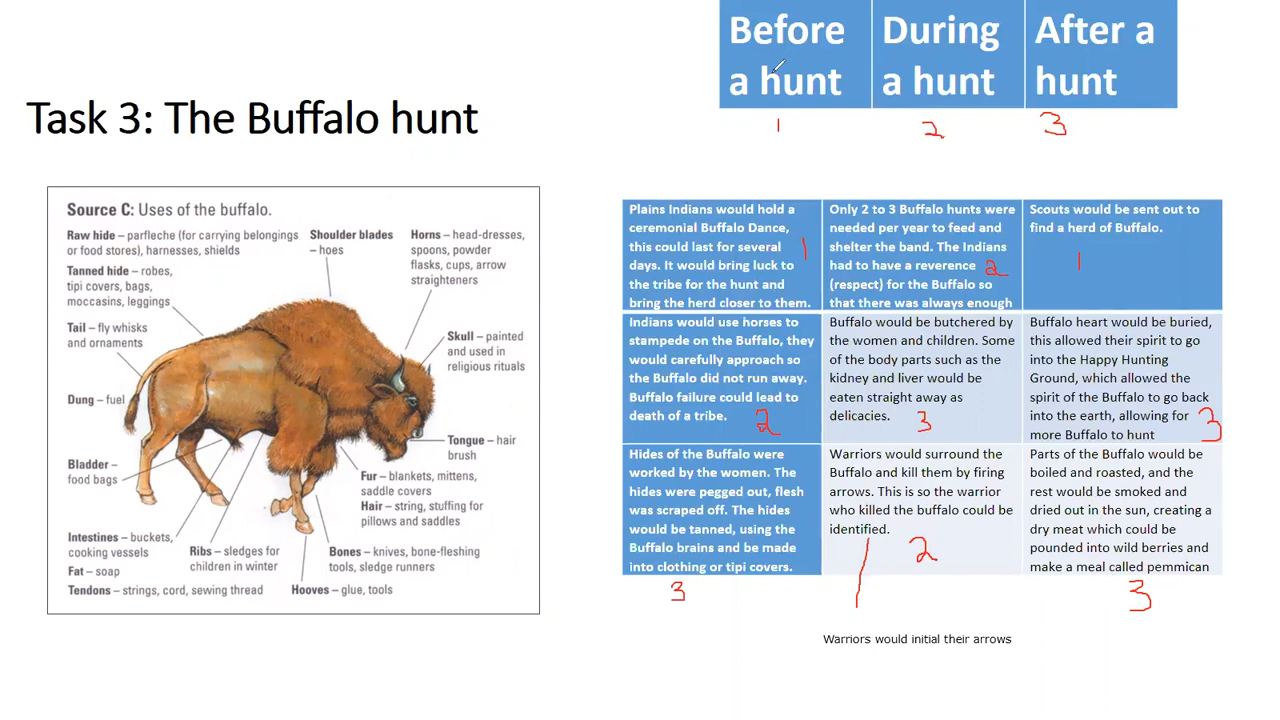 Before
a hunt
During
a hunt
After a
hunt
1
2
3
Task 3: The Buffalo hunt
Source C: Uses of the buffalo.
Raw hide – parfleche (for carrying belongings
or food stores), harnesses, shields
Shoulder blades
– hoes
Horns – head-dresses,
spoons, powder
flasks, cups, arrow
straighteners
Tanned hide – robes,
tipi covers, bags,
moccasins, leggings
Tail – fly whisks
and ornaments
Skull – painted
and used in
religious rituals
Dung – fuel
Tongue – hair
brush
Bladder –
food bags
Fur – blankets, mittens,
saddle covers
Hair – string, stuffing for
pillows and saddles
Intestines – buckets,
cooking vessels
Ribs – sledges for
children in winter
Bones – knives, bone-fleshing
tools, sledge runners
Fat – soap
Tendons – strings, cord, sewing thread
Hooves – glue, tools
Plains Indians would hold a
ceremonial Buffalo Dance,
this could last for several
days. It would bring luck to
the tribe for the hunt and
bring the herd closer to them.
1
Only 2 to 3 Buffalo hunts were
needed per year to feed and
shelter the band. The Indians
had to have a reverence
(respect) for the Buffalo so
that there was always enough
2
Scouts would be sent out to
find a herd of Buffalo.
1
Indians would use horses to
stampede on the Buffalo, they
would carefully approach so
the Buffalo did not run away.
Buffalo failure could lead to
death of a tribe.
2
Buffalo would be butchered by
the women and children. Some
of the body parts such as the
kidney and liver would be
eaten straight away as
delicacies.
3
Buffalo heart would be buried,
this allowed their spirit to go
into the Happy Hunting
Ground, which allowed the
spirit of the Buffalo to go back
into the earth, allowing for
more Buffalo to hunt
3
Hides of the Buffalo were
worked by the women. The
hides were pegged out, flesh
was scraped off. The hides
would be tanned, using the
Buffalo brains and be made
into clothing or tipi covers.
3
Warriors would surround the
Buffalo and kill them by firing
arrows. This is so the warrior
who killed the buffalo could be
identified.
2
Parts of the Buffalo would be
boiled and roasted, and the
rest would be smoked and
dried out in the sun, creating a
dry meat which could be
pounded into wild berries and
make a meal called pemmican
3
Warriors would initial their arrows